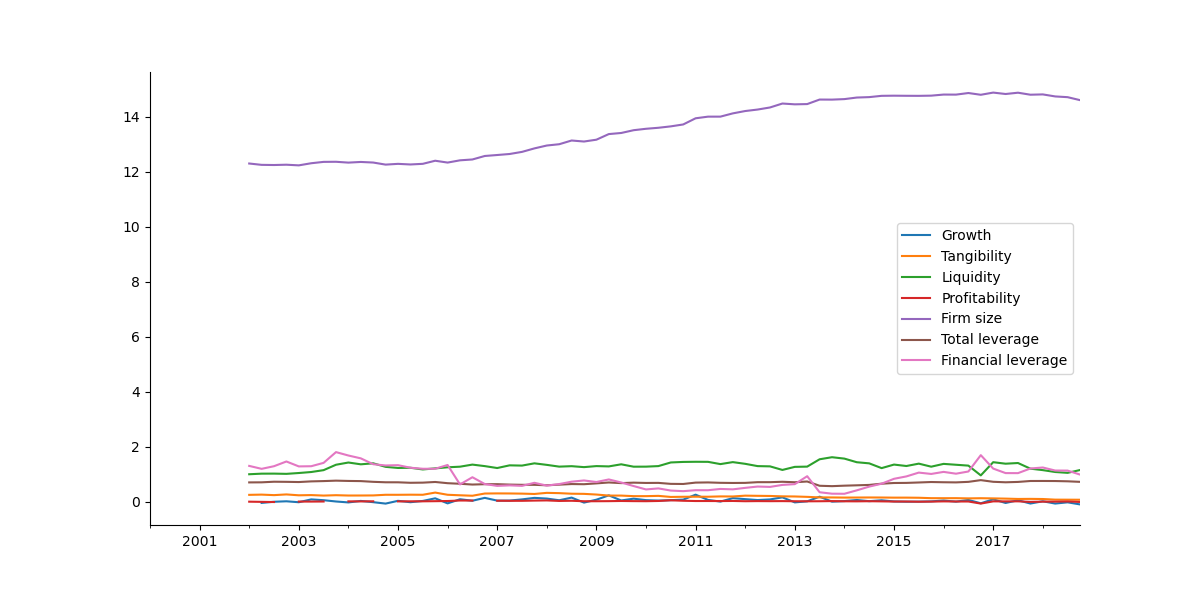 14
12
10
8
6
4
2
0
2001 2003 2005 2007 2009 2011 2013 2015 2017
Growth
Tangibility
Liquidity
Profitability
Firm size
Total leverage
Financial leverage